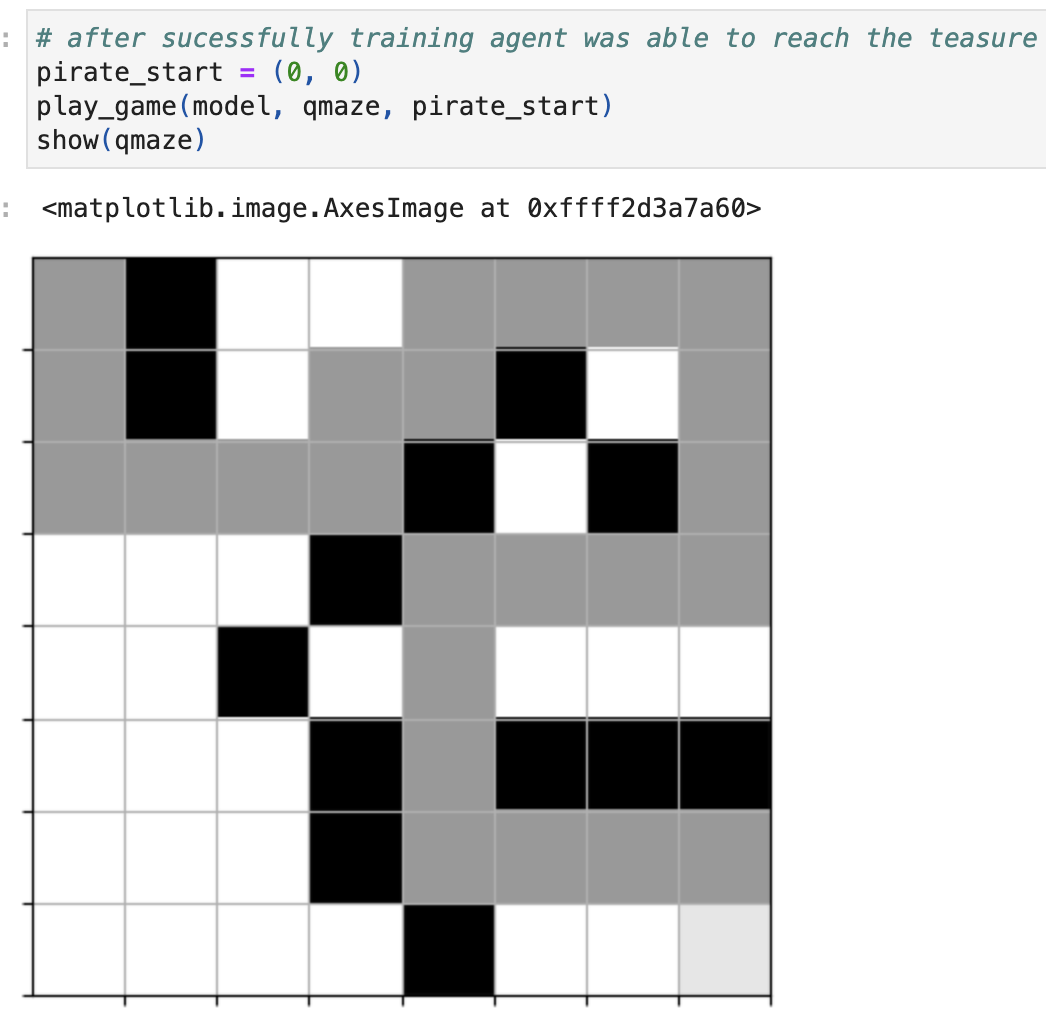 : # after sucessfully training agent was able to reach the teasure
pirate_start = (0, 0)
play_game(model, qmaze, pirate_start)
show(qmaze)
: <matplotlib.image.AxesImage at 0xffff2d3a7a60>